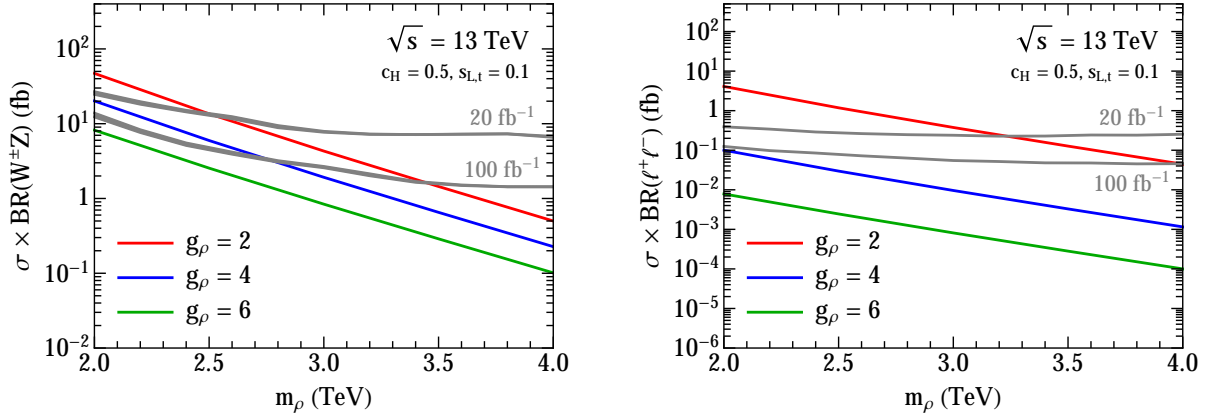 σ × BR(W±Z) (fb)
10²
10¹
1
10⁻¹
10⁻²
√s = 13 TeV
c_H = 0.5, s_L,t = 0.1
20 fb⁻¹
100 fb⁻¹
g_ρ = 2
g_ρ = 4
g_ρ = 6
2.0 2.5 3.0 3.5 4.0
m_ρ (TeV)
σ × BR(ℓ⁺ℓ⁻) (fb)
10²
10¹
1
10⁻¹
10⁻²
10⁻³
10⁻⁴
10⁻⁵
10⁻⁶
√s = 13 TeV
c_H = 0.5, s_L,t = 0.1
20 fb⁻¹
100 fb⁻¹
g_ρ = 2
g_ρ = 4
g_ρ = 6
2.0 2.5 3.0 3.5 4.0
m_ρ (TeV)